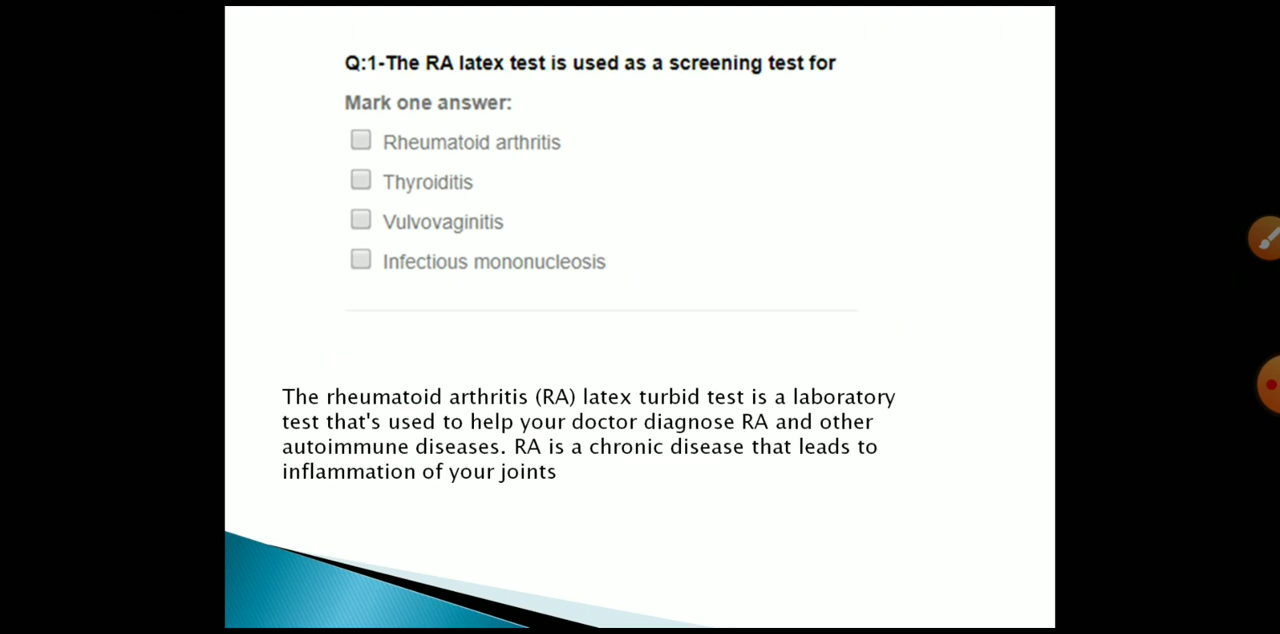 Q:1-The RA latex test is used as a screening test for
Mark one answer:
Rheumatoid arthritis
Thyroiditis
Vulvovaginitis
Infectious mononucleosis
The rheumatoid arthritis (RA) latex turbid test is a laboratory
test that's used to help your doctor diagnose RA and other
autoimmune diseases. RA is a chronic disease that leads to
inflammation of your joints